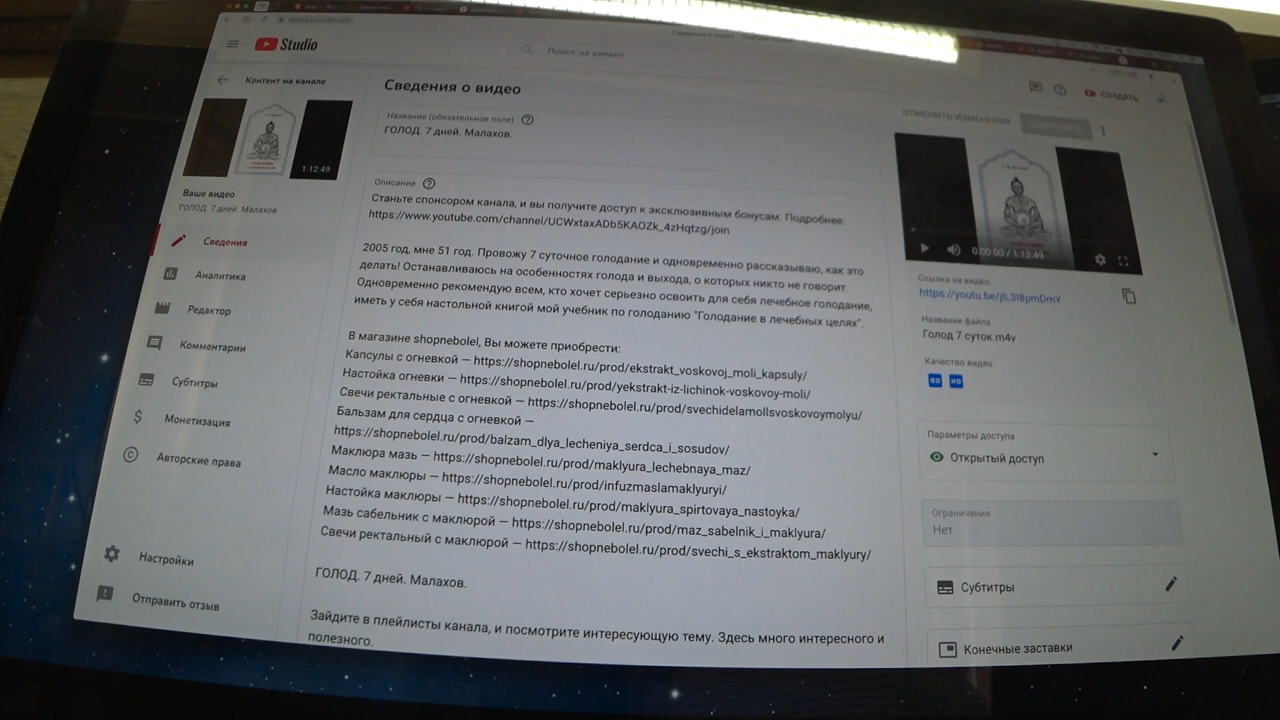 Studio
Поиск на канале
СОЗДАТЬ
Контент на канале
1:12:49
Ваше видео
ГОЛОД. 7 дней. Малахов
Сведения
Аналитика
Редактор
Комментарии
Субтитры
Монетизация
Авторские права
Настройки
Отправить отзыв
Сведения о видео
ОТМЕНИТЬ ИЗМЕНЕНИЯ
Название (обязательное поле)
ГОЛОД. 7 дней. Малахов.
Описание
Станьте спонсором канала, и вы получите доступ к эксклюзивным бонусам. Подробнее:
https://www.youtube.com/channel/UCWxtaxADb5KAOZk_4zHqtzg/join
2005 год, мне 51 год. Провожу 7 суточное голодание и одновременно рассказываю, как это
делать! Останавливаюсь на особенностях голода и выхода, о которых никто не говорит.
Одновременно рекомендую всем, кто хочет серьезно освоить для себя лечебное голодание,
иметь у себя настольной книгой мой учебник по голоданию "Голодание в лечебных целях".
В магазине shopnebolel, Вы можете приобрести:
Капсулы с огневкой — https://shopnebolel.ru/prod/ekstrakt_voskovoj_moli_kapsuly/
Настойка огневки — https://shopnebolel.ru/prod/yekstrakt-iz-lichinok-voskovoy-moli/
Свечи ректальные с огневкой — https://shopnebolel.ru/prod/svechidelamollsvoskovoymolyu/
Бальзам для сердца с огневкой —
https://shopnebolel.ru/prod/balzam_dlya_lecheniya_serdca_i_sosudov/
Маклюра мазь — https://shopnebolel.ru/prod/maklyura_lechebnaya_maz/
Масло маклюры — https://shopnebolel.ru/prod/infuzmaslamaklyuryi/
Настойка маклюры — https://shopnebolel.ru/prod/maklyura_spirtovaya_nastoyka/
Мазь сабельник с маклюрой — https://shopnebolel.ru/prod/maz_sabelnik_i_maklyura/
Свечи ректальный с маклюрой — https://shopnebolel.ru/prod/svechi_s_ekstraktom_maklyury/
ГОЛОД. 7 дней. Малахов.
Зайдите в плейлисты канала, и посмотрите интересующую тему. Здесь много интересного и
полезного.
0:00:00 / 1:12:49
Ссылка на видео
https://youtu.be/jlL3I8pmDmY
Название файла
Голод 7 суток.m4v
Качество видео
SD HD
Параметры доступа
Открытый доступ
Ограничения
Нет
Субтитры
Конечные заставки